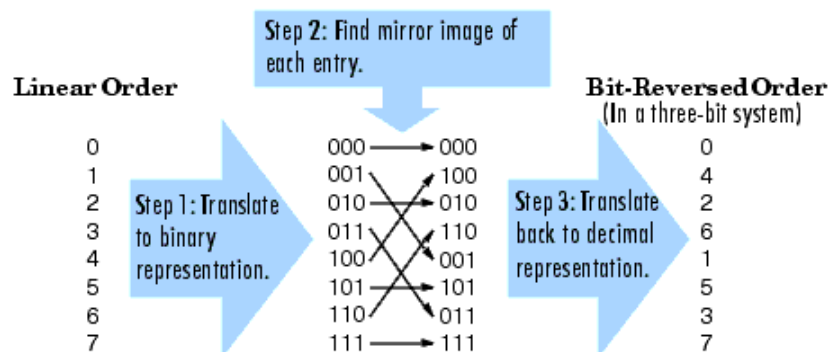 Step 2: Find mirror image of
each entry.
Linear Order
Bit-Reversed Order
(In a three-bit system)
0 000 000 0
1 001 100 4
2 010 010 2
3 011 110 6
4 100 001 1
5 101 101 5
6 110 011 3
7 111 111 7
Step 1: Translate
to binary
representation.
Step 3: Translate
back to decimal
representation.